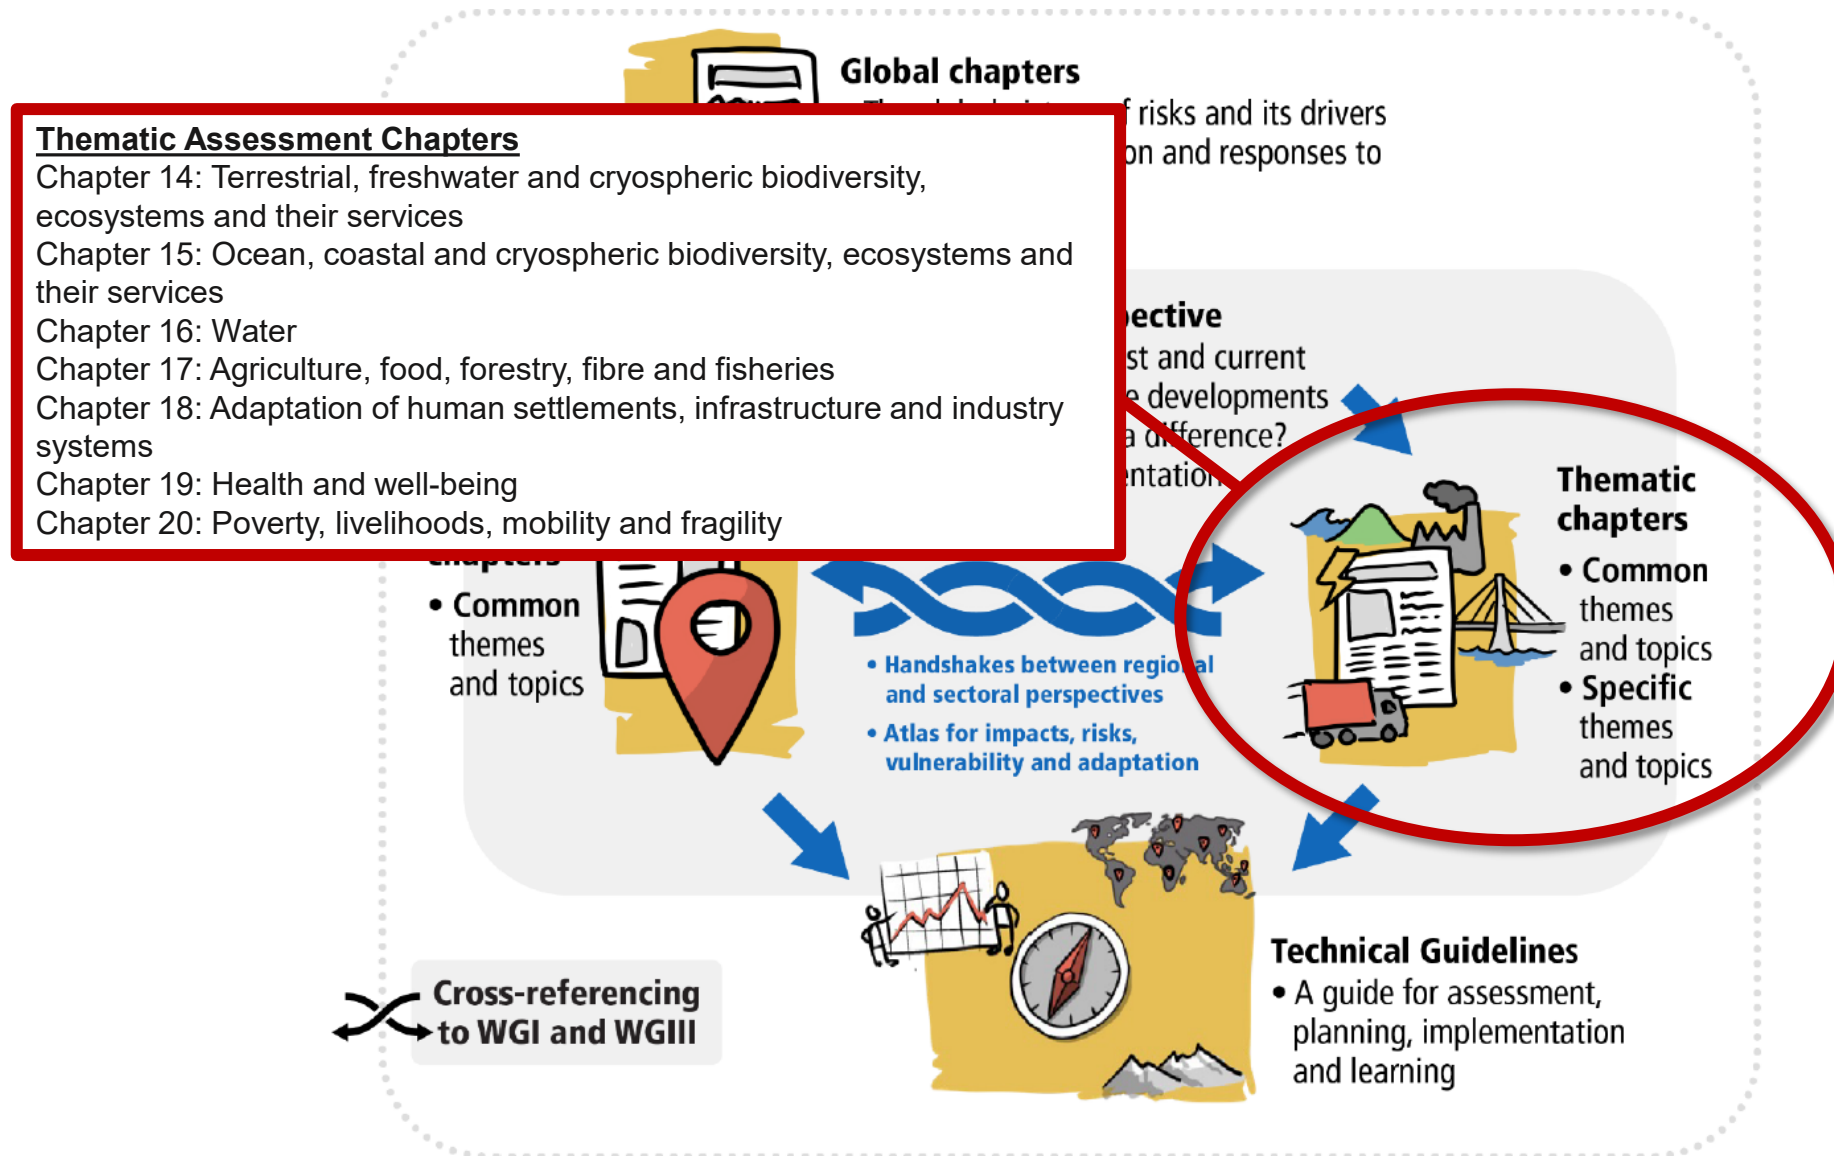 Global chapters
risks and its drivers
on and responses to
Thematic Assessment Chapters
Chapter 14: Terrestrial, freshwater and cryospheric biodiversity,
ecosystems and their services
Chapter 15: Ocean, coastal and cryospheric biodiversity, ecosystems and
their services
Chapter 16: Water
Chapter 17: Agriculture, food, forestry, fibre and fisheries
Chapter 18: Adaptation of human settlements, infrastructure and industry
systems
Chapter 19: Health and well-being
Chapter 20: Poverty, livelihoods, mobility and fragility
pective
st and current
e developments
a difference?
entation
chapters
• Common
themes
and topics
• Handshakes between regional
and sectoral perspectives
• Atlas for impacts, risks,
vulnerability and adaptation
Thematic
chapters
• Common
themes
and topics
• Specific
themes
and topics
Technical Guidelines
• A guide for assessment,
planning, implementation
and learning
Cross-referencing
to WGI and WGIII